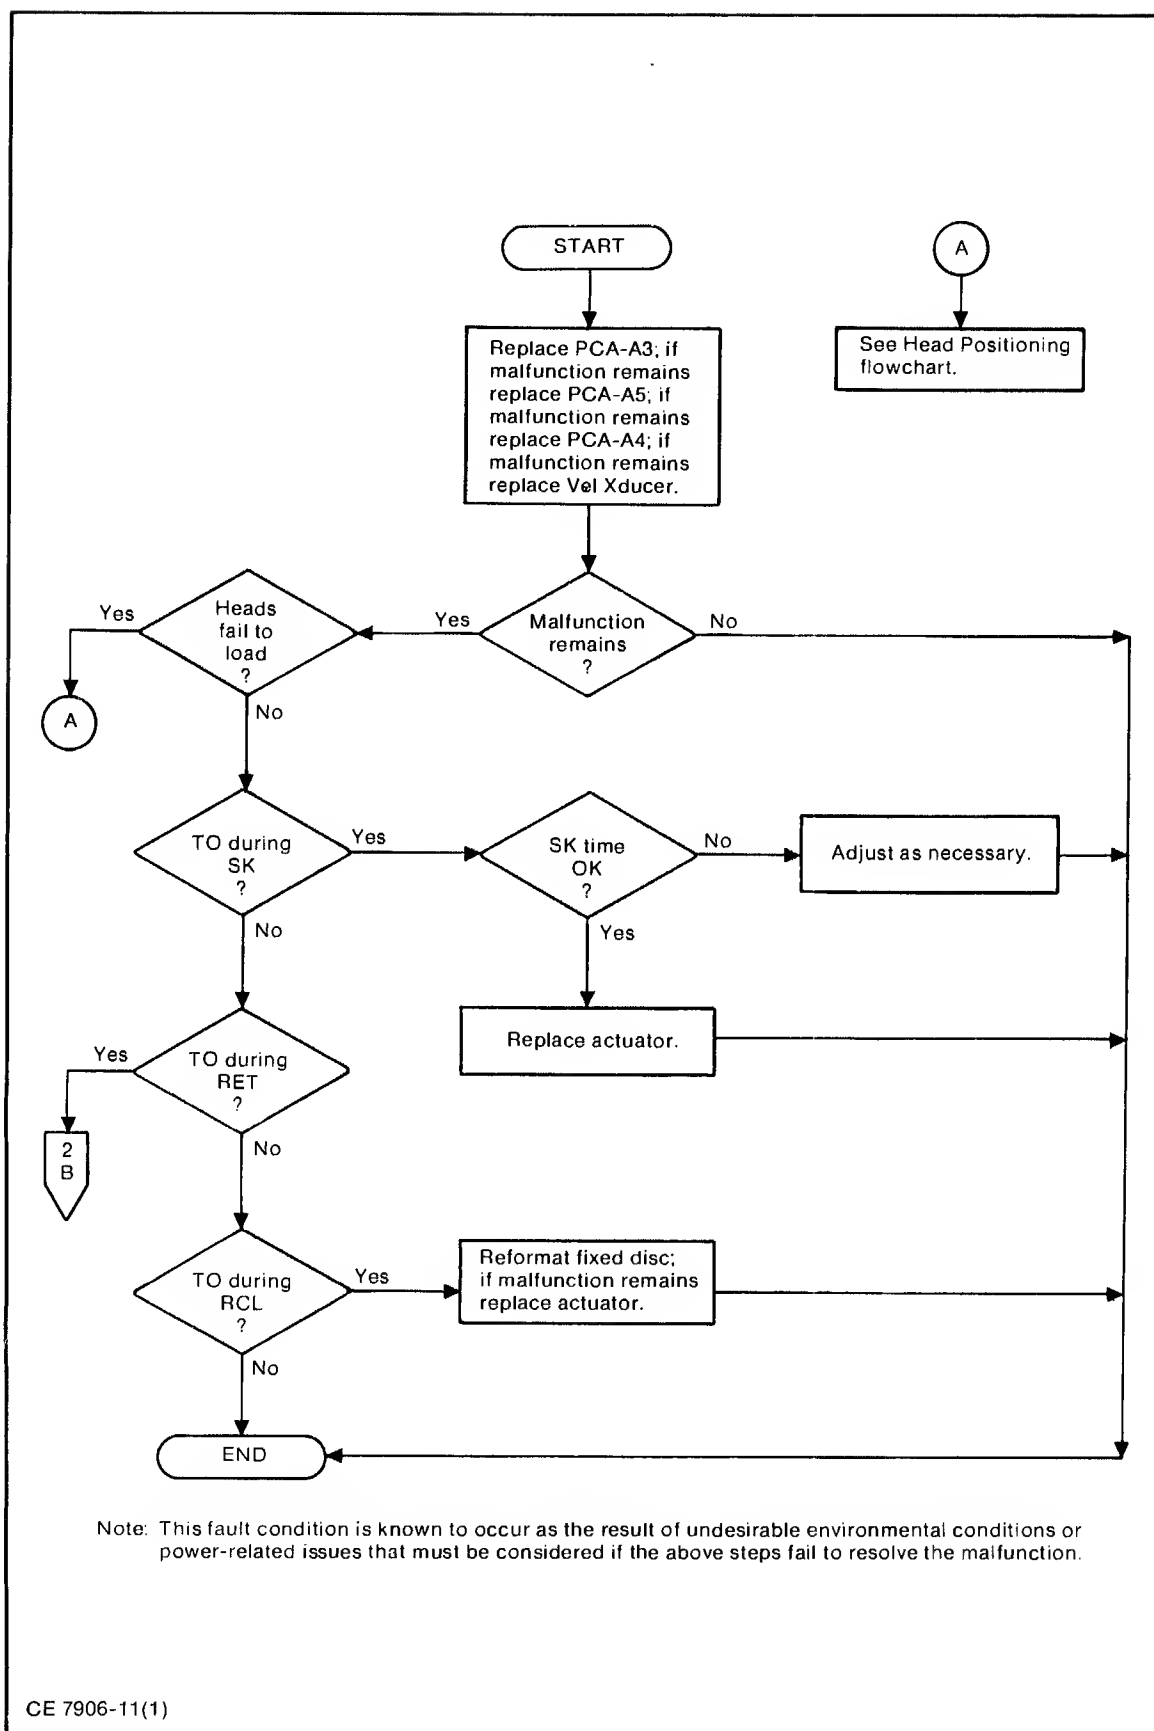 START
A
Replace PCA-A3; if
malfunction remains
replace PCA-A5; if
malfunction remains
replace PCA-A4; if
malfunction remains
replace Vel Xducer.
See Head Positioning
flowchart.
Yes
Heads
fail to
load
?
Yes
Malfunction
remains
?
No
A
No
TO during
SK
?
Yes
SK time
OK
?
No
Adjust as necessary.
No
Yes
Yes
TO during
RET
?
Replace actuator.
2
B
No
TO during
RCL
?
Yes
Reformat fixed disc;
if malfunction remains
replace actuator.
No
END
Note: This fault condition is known to occur as the result of undesirable environmental conditions or
power-related issues that must be considered if the above steps fail to resolve the malfunction.
CE 7906-11(1)